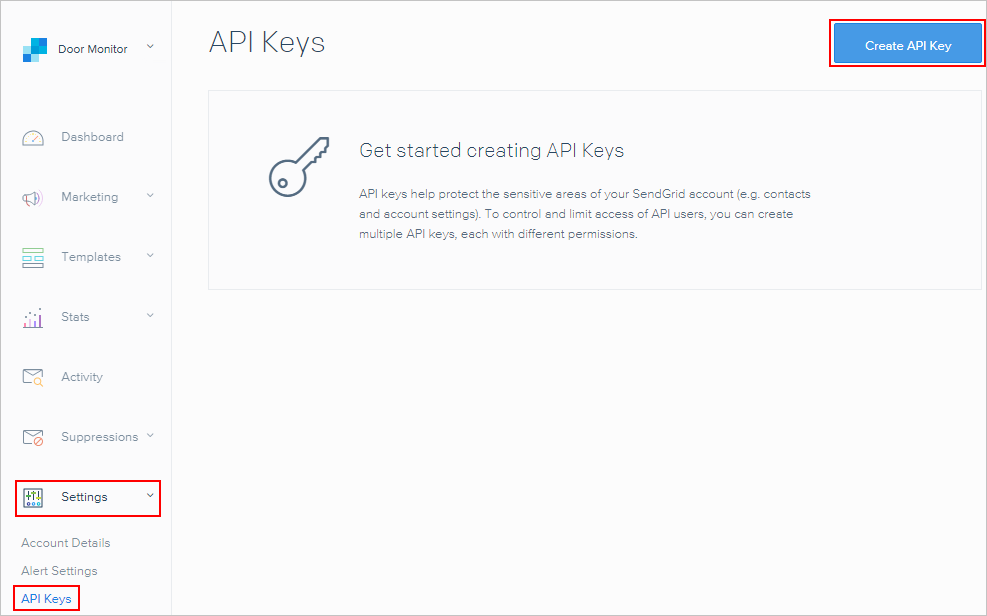 Door Monitor
Dashboard
Marketing
Templates
Stats
Activity
Suppressions
Settings
Account Details
Alert Settings
API Keys
API Keys
Create API Key
Get started creating API Keys
API keys help protect the sensitive areas of your SendGrid account (e.g. contacts
and account settings). To control and limit access of API users, you can create
multiple API keys, each with different permissions.